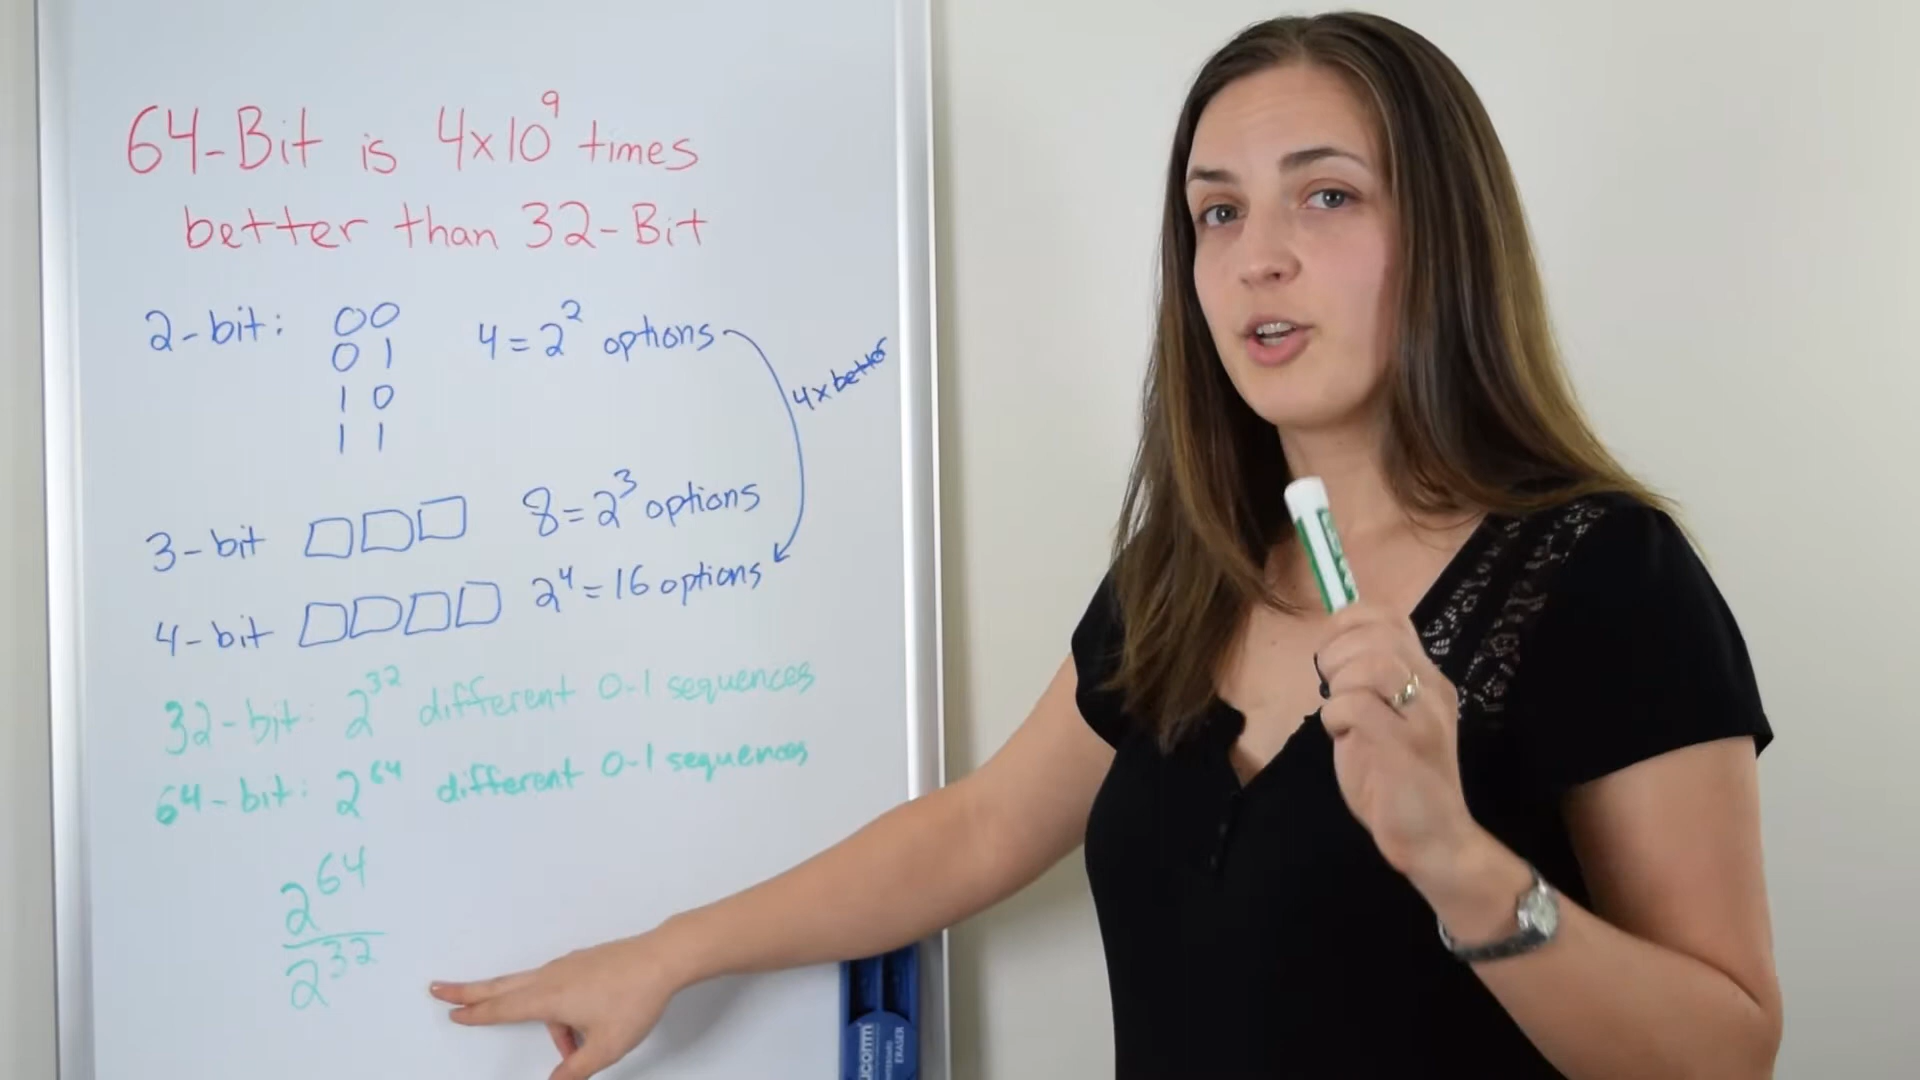 64-Bit is 4x10⁹ times
better than 32-Bit
2-bit: 00 4=2² options
01
10
11
4x better
3-bit 8=2³ options
4-bit 2⁴=16 options
32-bit: 2³² different 0-1 sequences
64-bit: 2⁶⁴ different 0-1 sequences
2⁶⁴
2³²
ERASER